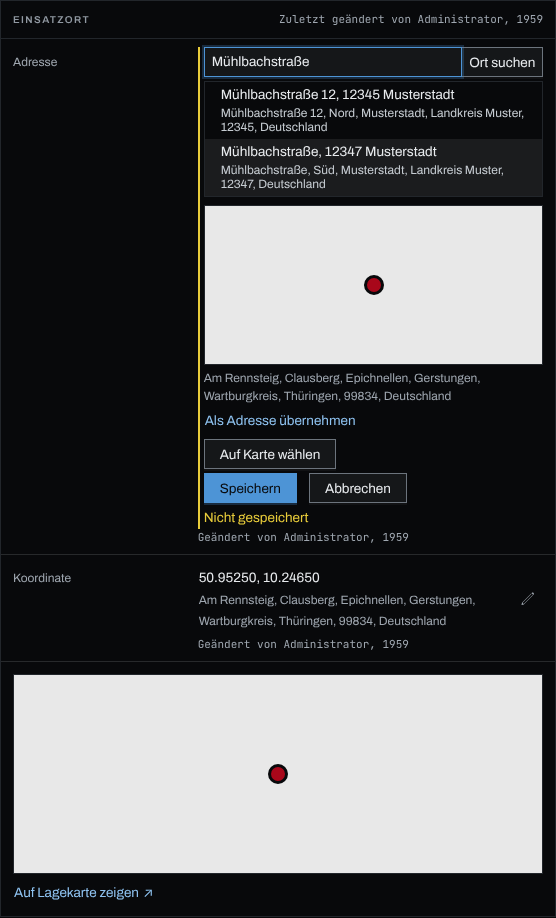 EINSATZORT
Zuletzt geändert von Administrator, 1959
Adresse
Mühlbachstraße
Ort suchen
Mühlbachstraße 12, 12345 Musterstadt
Mühlbachstraße 12, Nord, Musterstadt, Landkreis Muster,
12345, Deutschland
Mühlbachstraße, 12347 Musterstadt
Mühlbachstraße, Süd, Musterstadt, Landkreis Muster,
12347, Deutschland
Am Rennsteig, Clausberg, Epichnellen, Gerstungen,
Wartburgkreis, Thüringen, 99834, Deutschland
Als Adresse übernehmen
Auf Karte wählen
Speichern
Abbrechen
Nicht gespeichert
Geändert von Administrator, 1959
Koordinate
50.95250, 10.24650
Am Rennsteig, Clausberg, Epichnellen, Gerstungen,
Wartburgkreis, Thüringen, 99834, Deutschland
Geändert von Administrator, 1959
Auf Lagekarte zeigen ↗